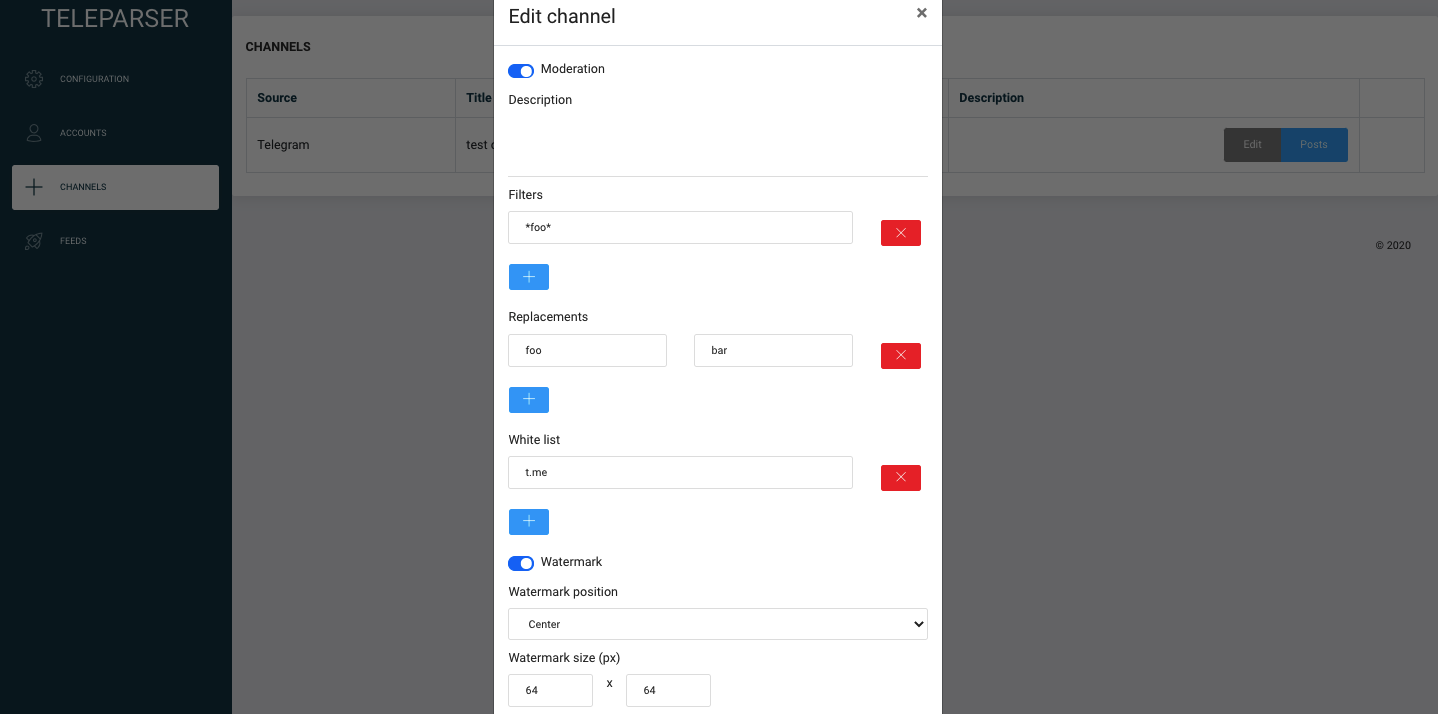 TELEPARSER
CONFIGURATION
ACCOUNTS
CHANNELS
FEEDS
CHANNELS
Source Title Description
Telegram test Edit Posts
© 2020
Edit channel ×
Moderation
Description
Filters
*foo*
Replacements
foo bar
White list
t.me
Watermark
Watermark position
Center
Watermark size (px)
64 x 64